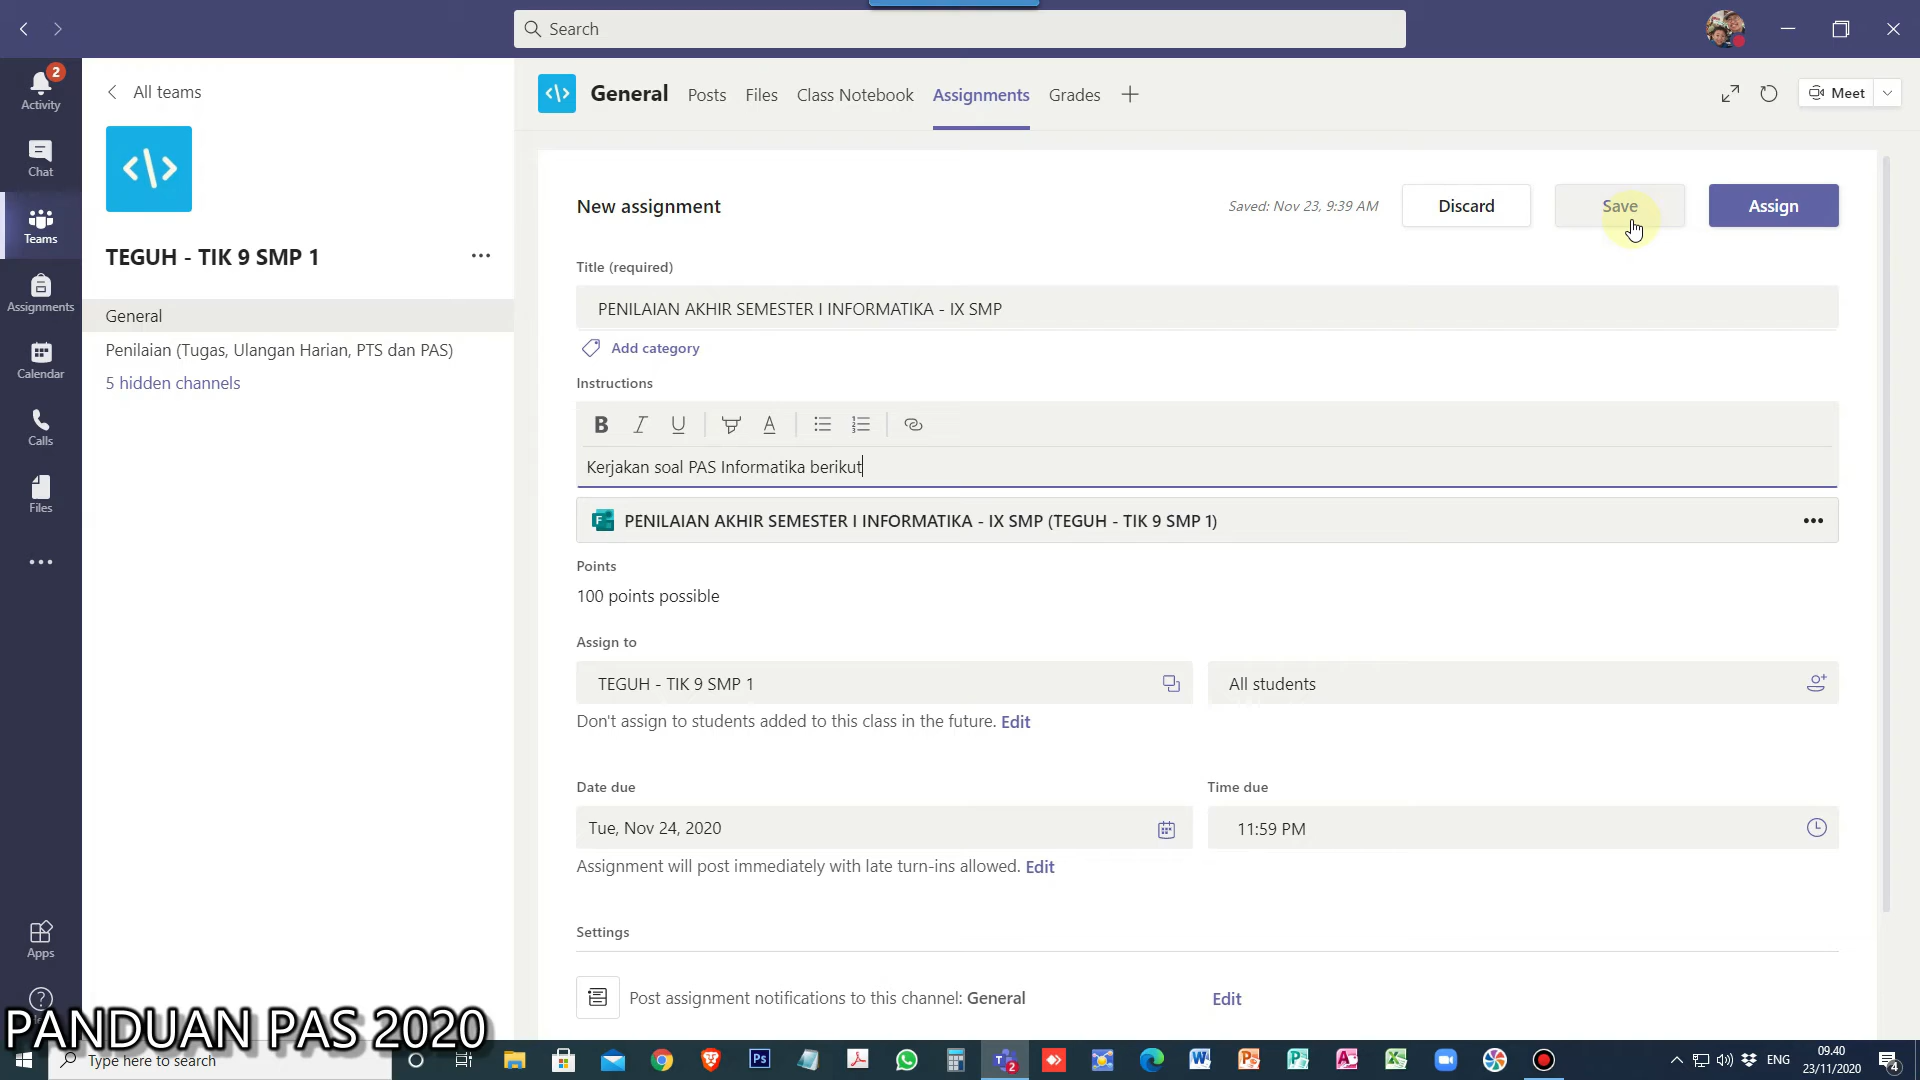 Search
2
Activity
Chat
Teams
Assignments
Calendar
Calls
Files
Apps
All teams
TEGUH - TIK 9 SMP 1
General
Penilaian (Tugas, Ulangan Harian, PTS dan PAS)
5 hidden channels
General Posts Files Class Notebook Assignments Grades
Meet
New assignment
Saved: Nov 23, 9:39 AM
Discard
Save
Assign
Title (required)
PENILAIAN AKHIR SEMESTER I INFORMATIKA - IX SMP
Add category
Instructions
B I U A
Kerjakan soal PAS Informatika berikut
PENILAIAN AKHIR SEMESTER I INFORMATIKA - IX SMP (TEGUH - TIK 9 SMP 1)
Points
100 points possible
Assign to
TEGUH - TIK 9 SMP 1
All students
Don't assign to students added to this class in the future. Edit
Date due
Time due
Tue, Nov 24, 2020
11:59 PM
Assignment will post immediately with late turn-ins allowed. Edit
Settings
Post assignment notifications to this channel: General
Edit
PANDUAN PAS 2020
Type here to search
Ps
2
ENG
09.40
23/11/2020
4